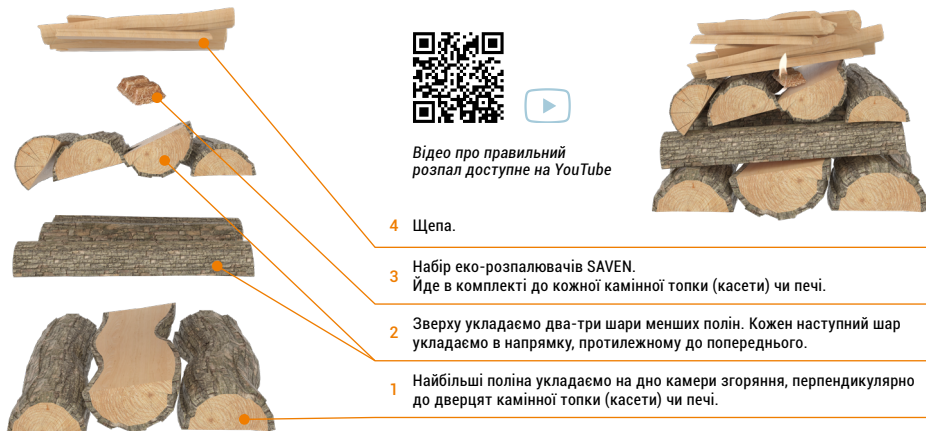 Відео про правильний
розпал доступне на YouTube
4 Щепа.
3 Набір еко-розпалювачів SAVEN.
Йде в комплекті до кожної камінної топки (касети) чи печі.
2 Зверху укладаємо два-три шари менших полін. Кожен наступний шар
укладаємо в напрямку, протилежному до попереднього.
1 Найбільші поліна укладаємо на дно камери згоряння, перпендикулярно
до дверцят камінної топки (касети) чи печі.